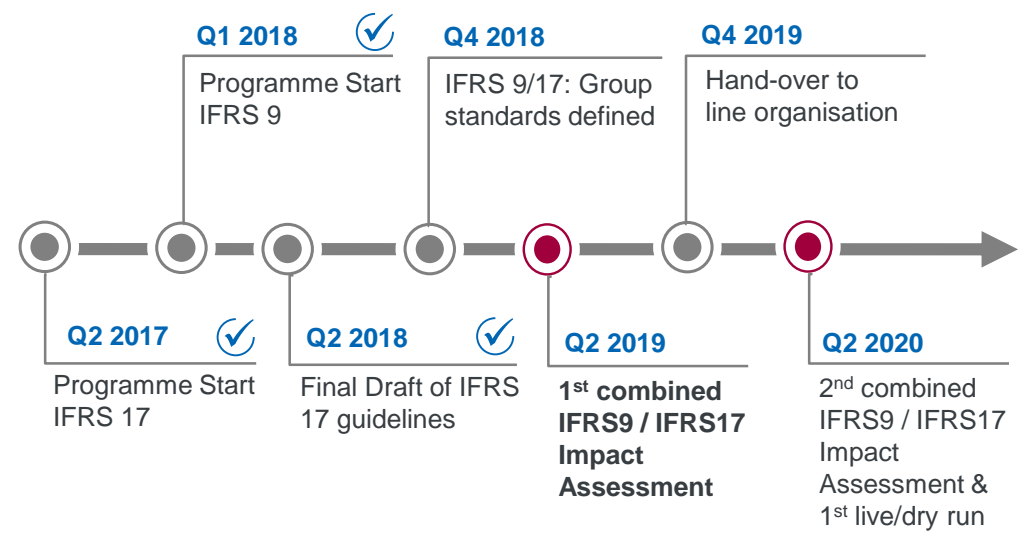 Q1 2018
Programme Start
IFRS 9
Q4 2018
IFRS 9/17: Group
standards defined
Q4 2019
Hand-over to
line organisation
Q2 2017
Programme Start
IFRS 17
Q2 2018
Final Draft of IFRS
17 guidelines
Q2 2019
1st combined
IFRS9 / IFRS17
Impact
Assessment
Q2 2020
2nd combined
IFRS9 / IFRS17
Impact
Assessment &
1st live/dry run